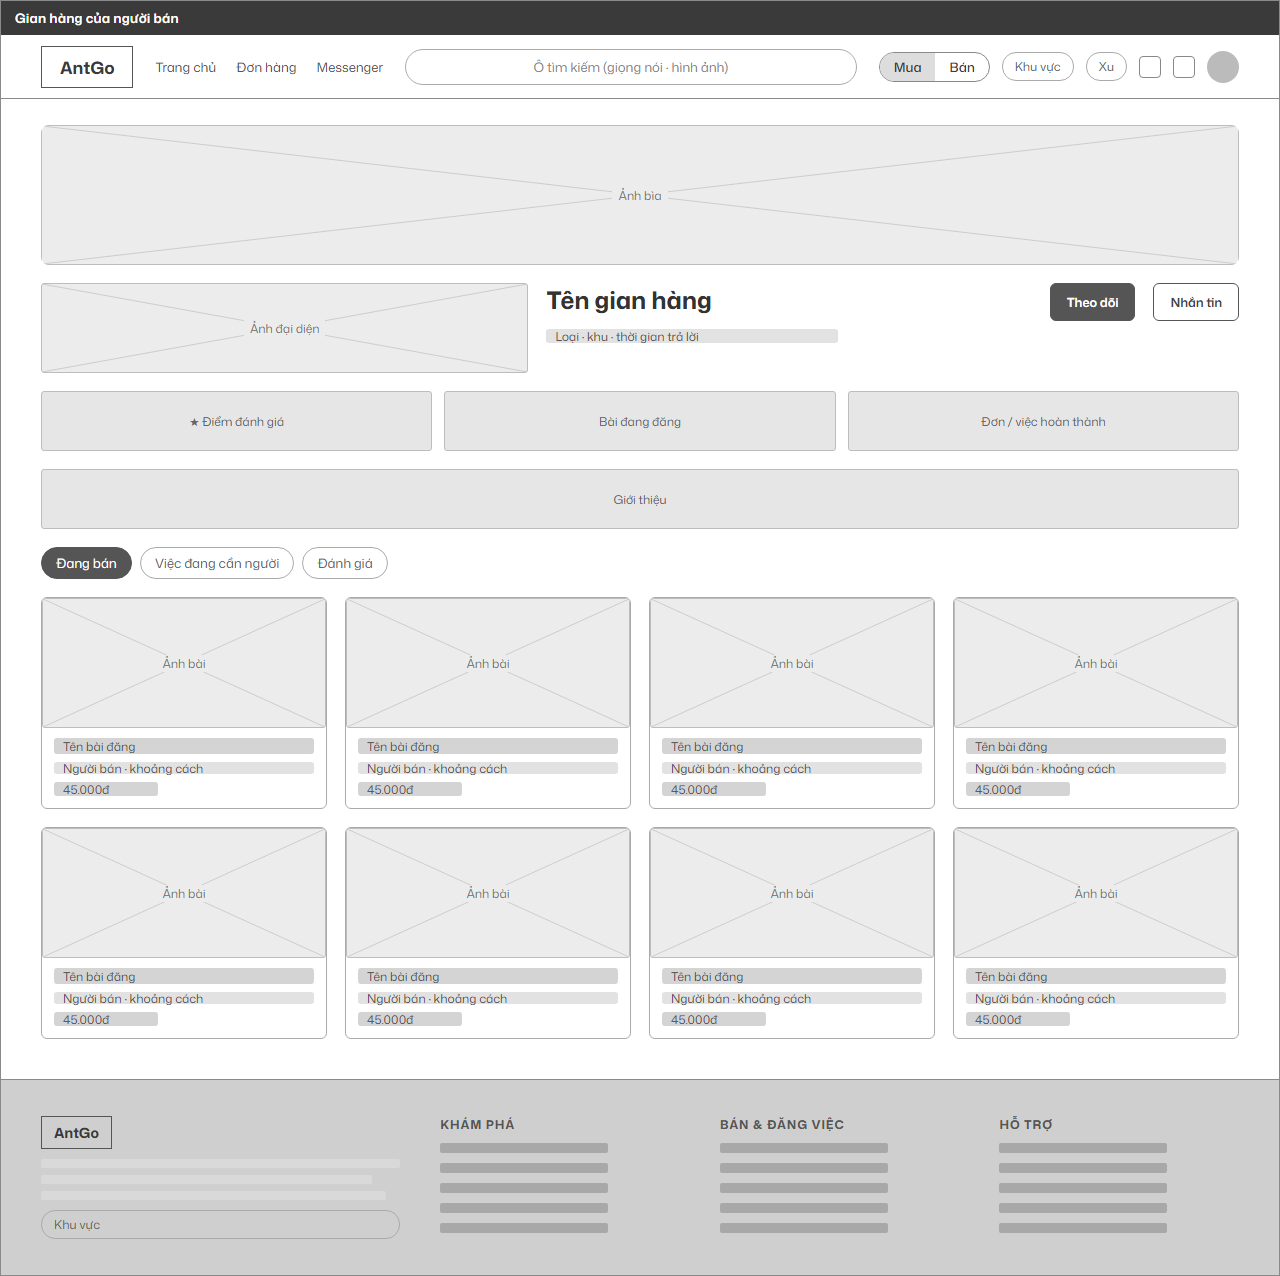 Gian hàng của người bán
AntGo
Trang chủ
Đơn hàng
Messenger
Ô tìm kiếm (giọng nói · hình ảnh)
Mua
Bán
Khu vực
Xu
Ảnh bìa
Ảnh đại diện
Tên gian hàng
Loại · khu · thời gian trả lời
Theo dõi
Nhắn tin
★ Điểm đánh giá
Bài đang đăng
Đơn / việc hoàn thành
Giới thiệu
Đang bán
Việc đang cần người
Đánh giá
Ảnh bài
Ảnh bài
Ảnh bài
Ảnh bài
Tên bài đăng
Tên bài đăng
Tên bài đăng
Tên bài đăng
Người bán · khoảng cách
Người bán · khoảng cách
Người bán · khoảng cách
Người bán · khoảng cách
45.000đ
45.000đ
45.000đ
45.000đ
Ảnh bài
Ảnh bài
Ảnh bài
Ảnh bài
Tên bài đăng
Tên bài đăng
Tên bài đăng
Tên bài đăng
Người bán · khoảng cách
Người bán · khoảng cách
Người bán · khoảng cách
Người bán · khoảng cách
45.000đ
45.000đ
45.000đ
45.000đ
AntGo
Khu vực
KHÁM PHÁ
BÁN & ĐĂNG VIỆC
HỖ TRỢ